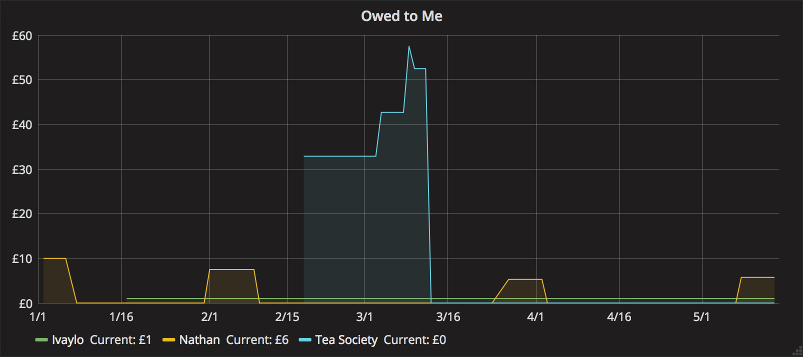 Owed to Me
£60
£50
£40
£30
£20
£10
£0
1/1 1/16 2/1 2/15 3/1 3/16 4/1 4/16 5/1
Ivaylo Current: £1 Nathan Current: £6 Tea Society Current: £0